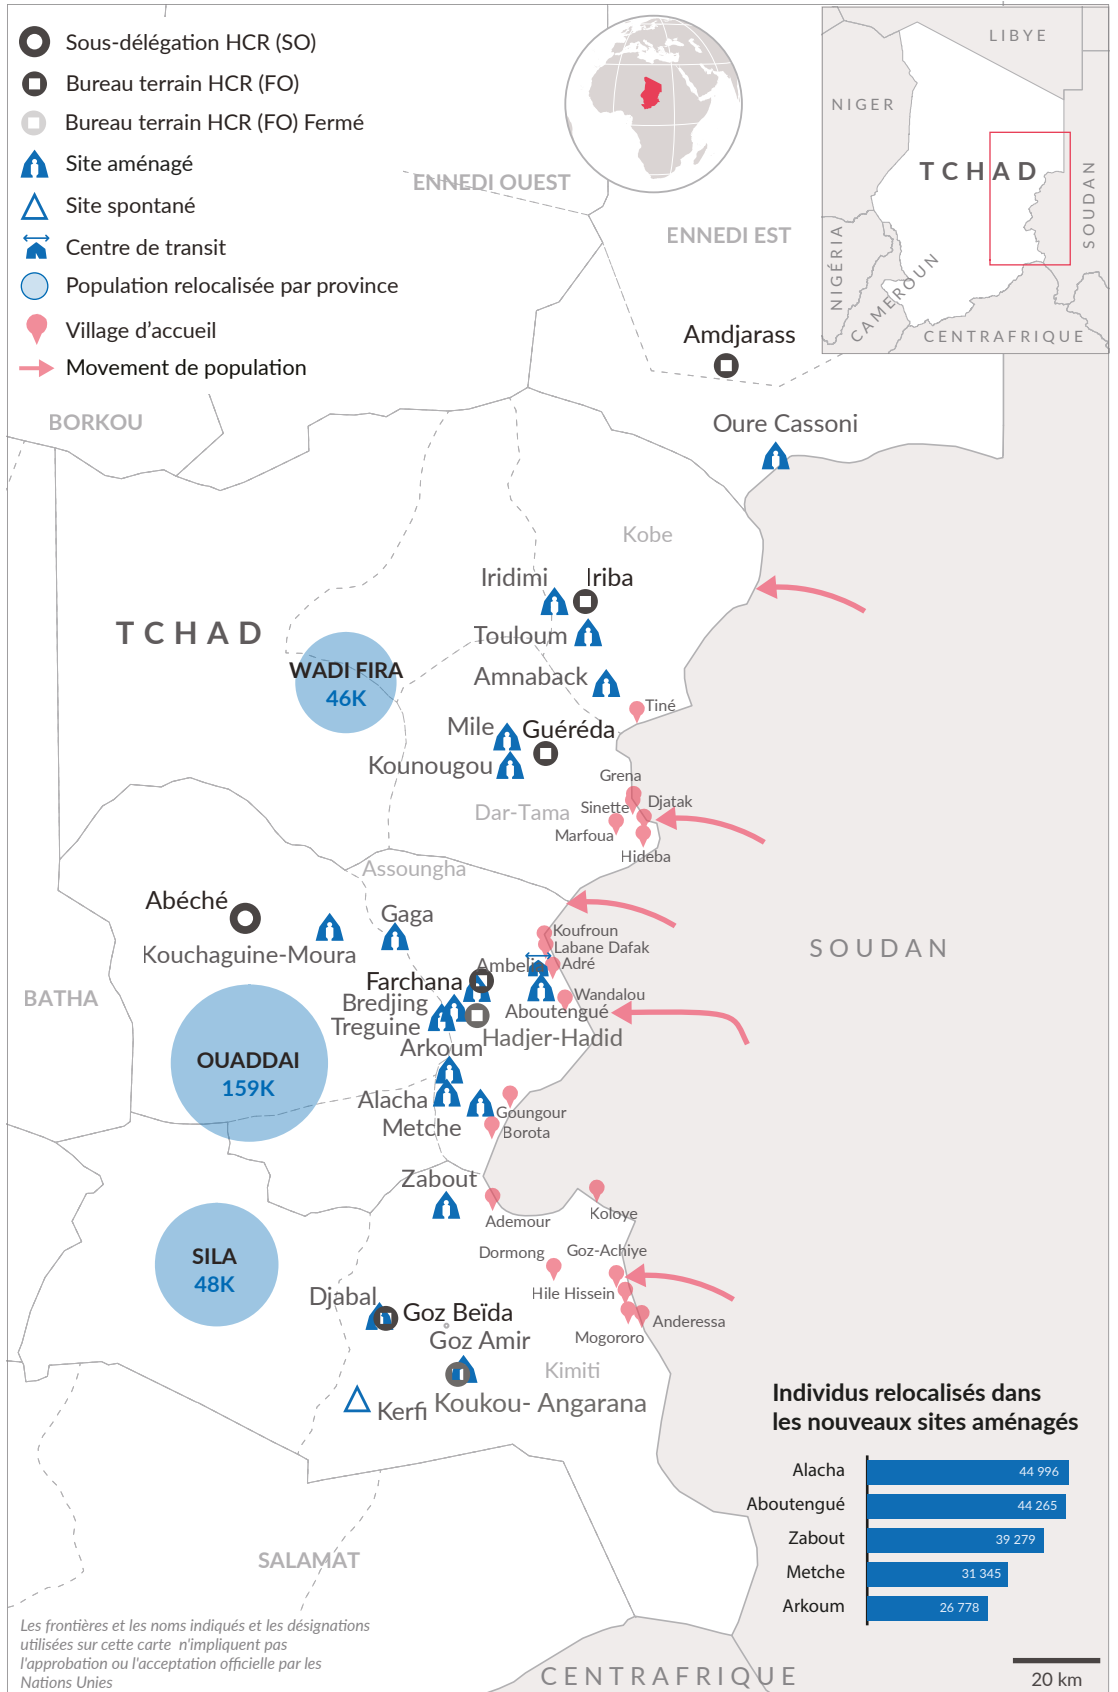 Sous-délégation HCR (SO)
Bureau terrain HCR (FO)
Bureau terrain HCR (FO) Fermé
Site aménagé
Site spontané
Centre de transit
Population relocalisée par province
Village d'accueil
Movement de population
LIBYE
NIGER
TCHAD
SOUDAN
NIGÉRIA
CAMEROUN
CENTRAFRIQUE
ENNEDI OUEST
ENNEDI EST
Amdjarass
BORKOU
Oure Cassoni
Kobe
Iridimi
Iriba
TCHAD
Touloum
WADI FIRA
46K
Amnaback
Tiné
Mile
Guéréda
Kounougou
Grena
Sinette
Djatak
Dar-Tama
Marfoua
Hideba
Assoungha
Abéché
Gaga
Koufroun
Labane Dafak
Kouchaguine-Moura
Ambelia
Adré
SOUDAN
Farchana
BATHA
Bredjing
Wandalou
Treguine
Aboutengué
Hadjer-Hadid
Arkoum
OUADDAI
159K
Alacha
Goungour
Metche
Borota
Zabout
Ademour
Koloye
Dormong
Goz-Achiye
SILA
48K
Hile Hissein
Djabal
Goz Beïda
Anderessa
Goz Amir
Mogororo
Kimiti
Kerfi
Koukou- Angarana
Individus relocalisés dans
les nouveaux sites aménagés
Alacha 44 996
Aboutengué 44 265
Zabout 39 279
Metche 31 345
Arkoum 26 778
SALAMAT
Les frontières et les noms indiqués et les désignations
utilisées sur cette carte n'impliquent pas
l'approbation ou l'acceptation officielle par les
Nations Unies
CENTRAFRIQUE
20 km